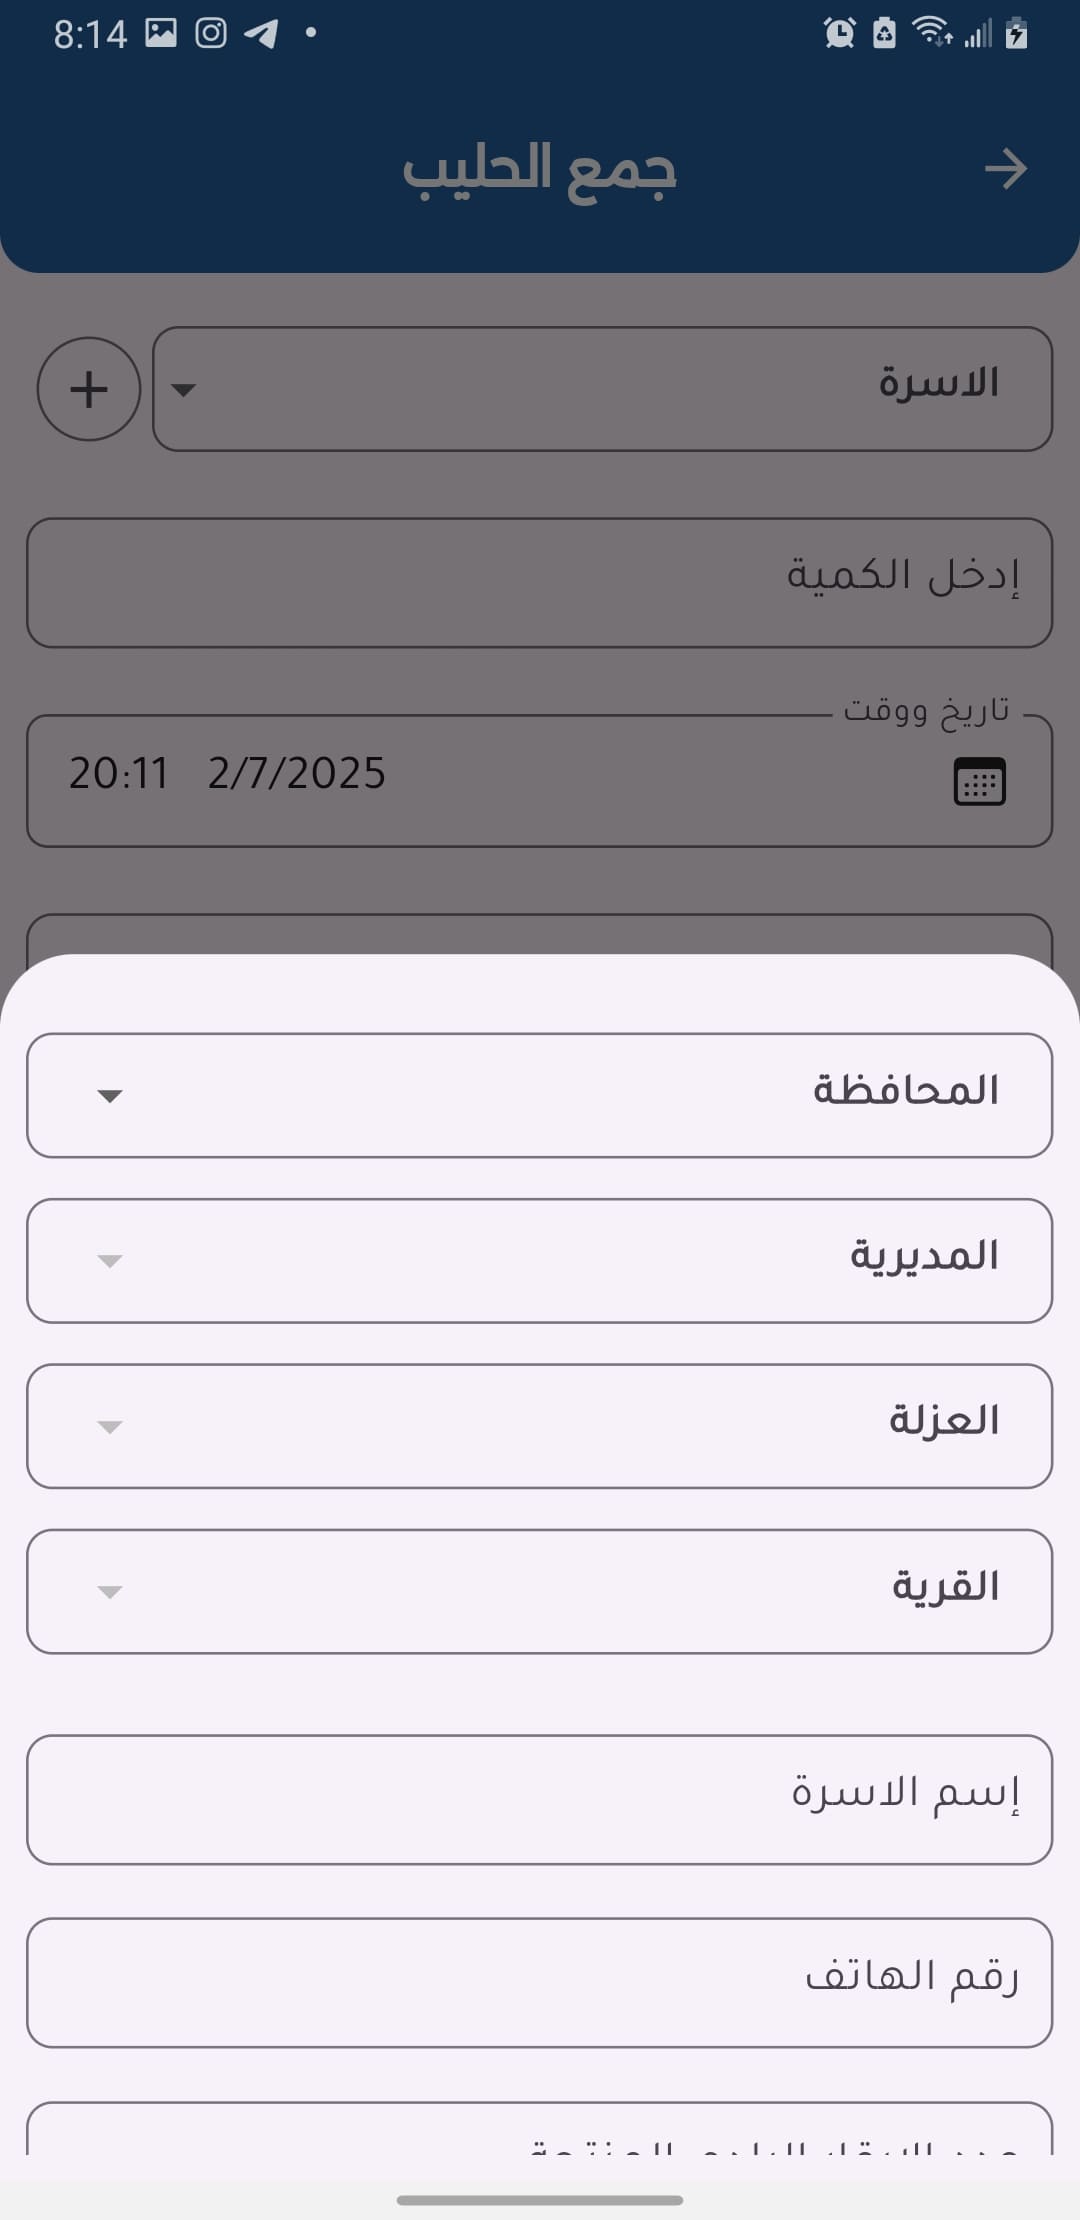 8:14
جمع الحليب
الاسرة
إدخل الكمية
تاريخ ووقت
20:11 2/7/2025
المحافظة
المديرية
العزلة
القرية
إسم الاسرة
رقم الهاتف